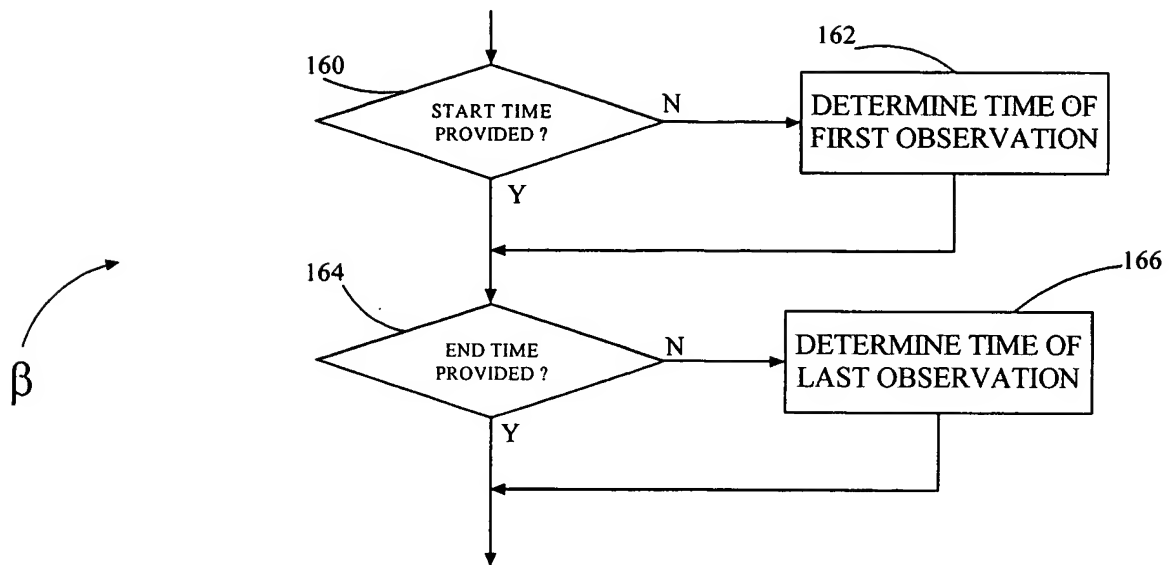 160
START TIME
PROVIDED ?
N
162
DETERMINE TIME OF
FIRST OBSERVATION
Y
164
END TIME
PROVIDED ?
N
166
DETERMINE TIME OF
LAST OBSERVATION
Y
β